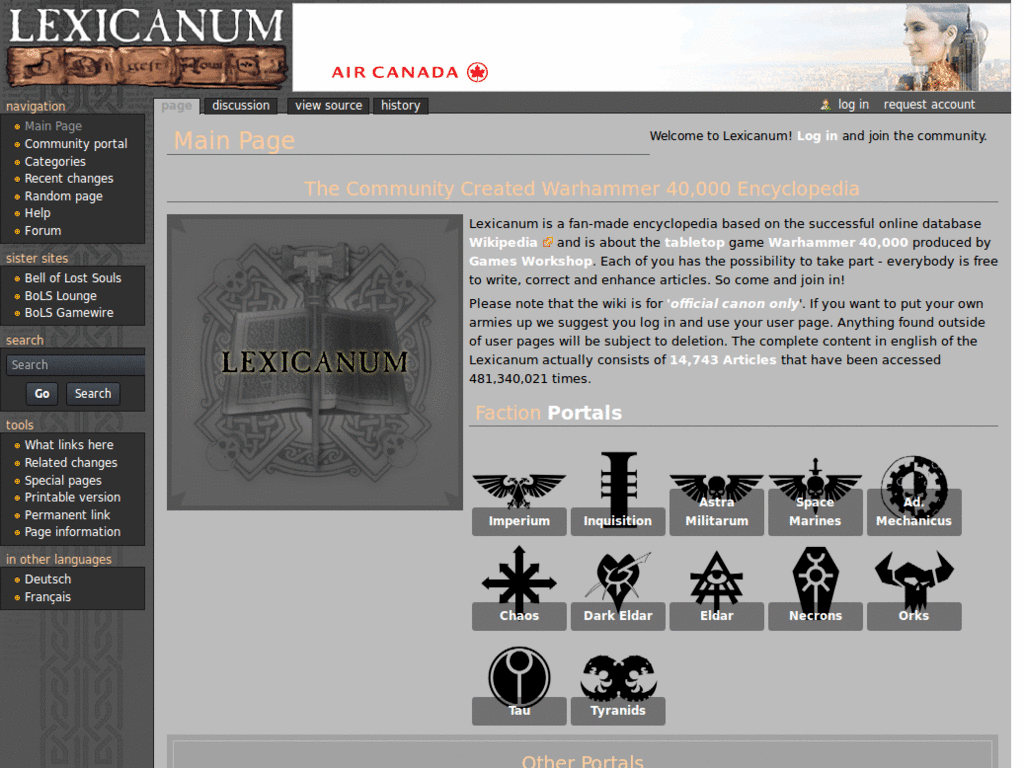 LEXICANUM
AIR CANADA
navigation
Main Page
Community portal
Categories
Recent changes
Random page
Help
Forum
sister sites
Bell of Lost Souls
BoLS Lounge
BoLS Gamewire
search
Search
Go Search
tools
What links here
Related changes
Special pages
Printable version
Permanent link
Page information
in other languages
Deutsch
Français
page discussion view source history
log in request account
Main Page
Welcome to Lexicanum! Log in and join the community.
The Community Created Warhammer 40,000 Encyclopedia
LEXICANUM
Lexicanum is a fan-made encyclopedia based on the successful online database
Wikipedia and is about the tabletop game Warhammer 40,000 produced by
Games Workshop. Each of you has the possibility to take part - everybody is free
to write, correct and enhance articles. So come and join in!
Please note that the wiki is for 'official canon only'. If you want to put your own
armies up we suggest you log in and use your user page. Anything found outside
of user pages will be subject to deletion. The complete content in english of the
Lexicanum actually consists of 14,743 Articles that have been accessed
481,340,021 times.
Faction Portals
Imperium
Inquisition
Astra
Militarum
Space
Marines
Ad.
Mechanicus
Chaos
Dark Eldar
Eldar
Necrons
Orks
Tau
Tyranids
Other Portals